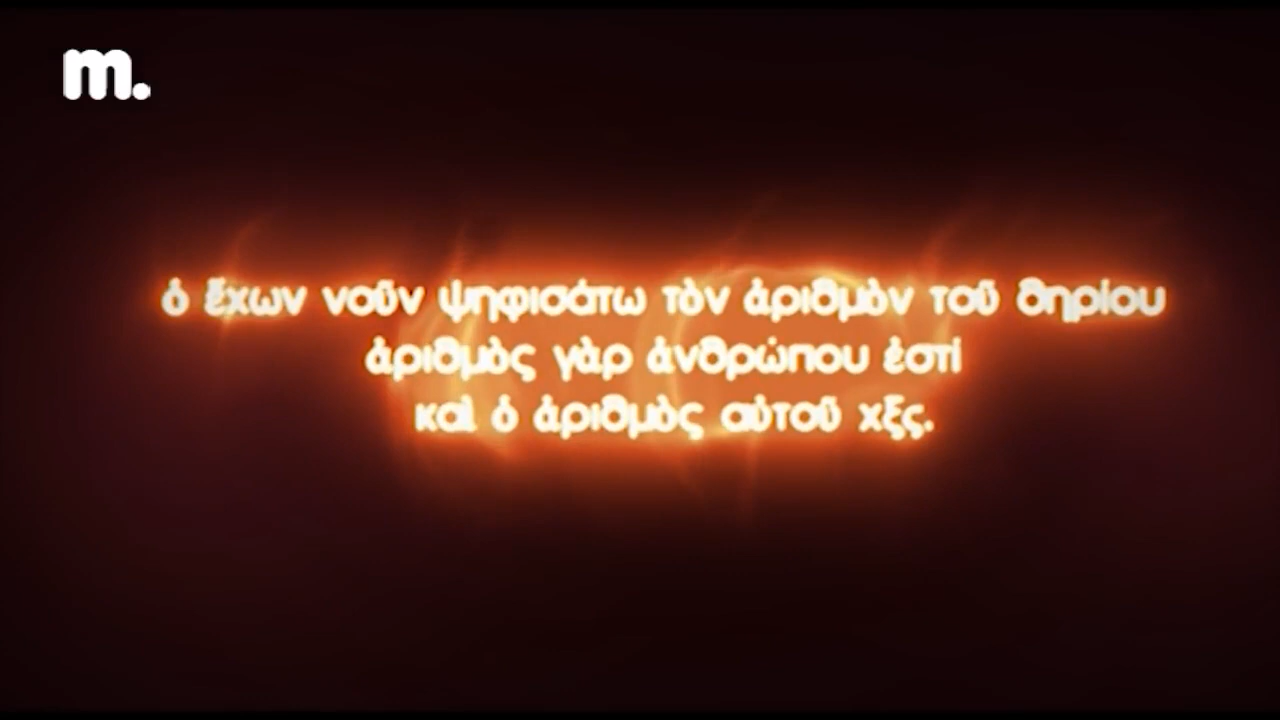 m.
ὁ ἔχων νοῦν ψηφισάτω τὸν ἀριθμὸν τοῦ θηρίου
ἀριθμὸς γὰρ ἀνθρώπου ἐστί
καὶ ὁ ἀριθμὸς αὐτοῦ χξς.